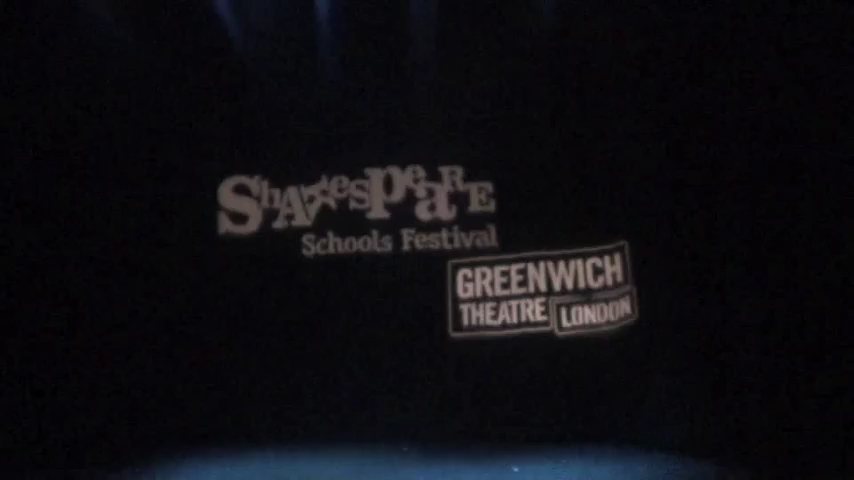 Shakespeare
Schools Festival
GREENWICH
THEATRE LONDON